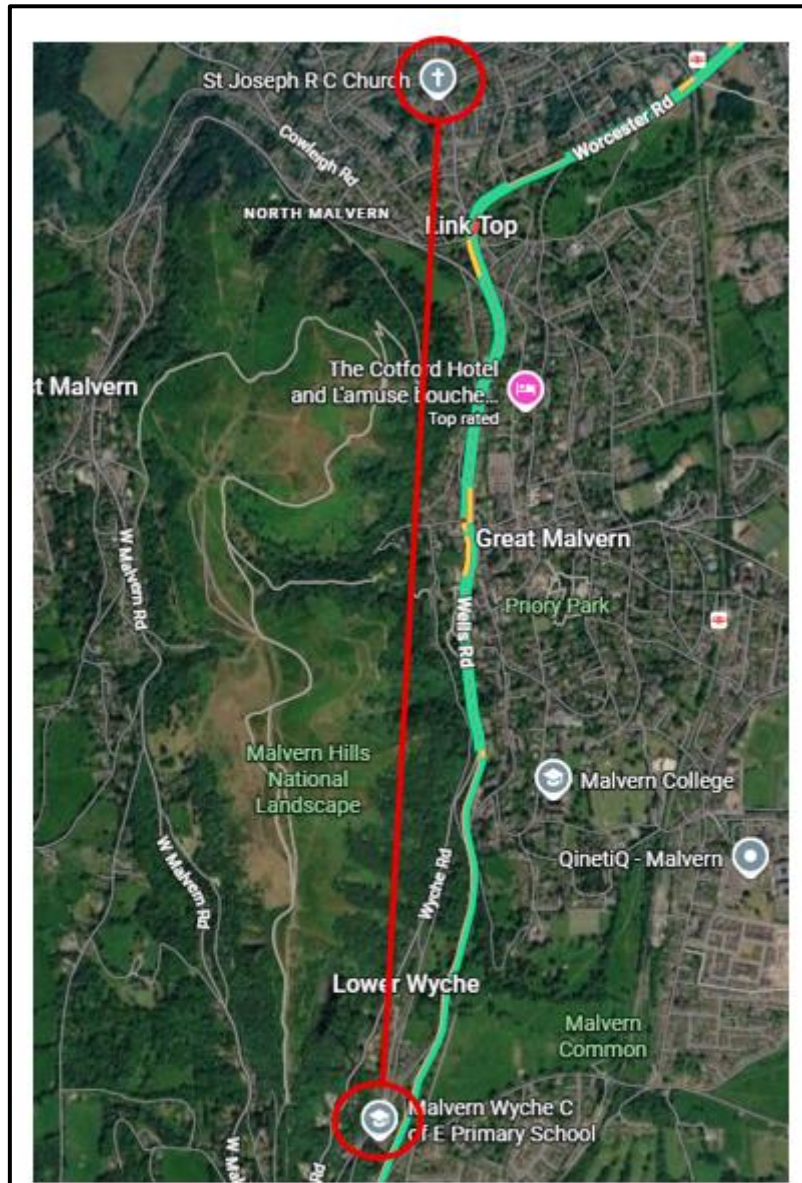 St Joseph R C Church
Cowleigh Rd
Worcester Rd
NORTH MALVERN
Link Top
The Cotford Hotel
and L'amuse Bouche...
Top rated
t Malvern
W Malvern Rd
Great Malvern
Priory Park
Wells Rd
Malvern Hills
National
Landscape
Malvern College
QinetiQ - Malvern
W Malvern Rd
Wyche Rd
Lower Wyche
Malvern
Common
Malvern Wyche C
of E Primary School
W Mal
Rd